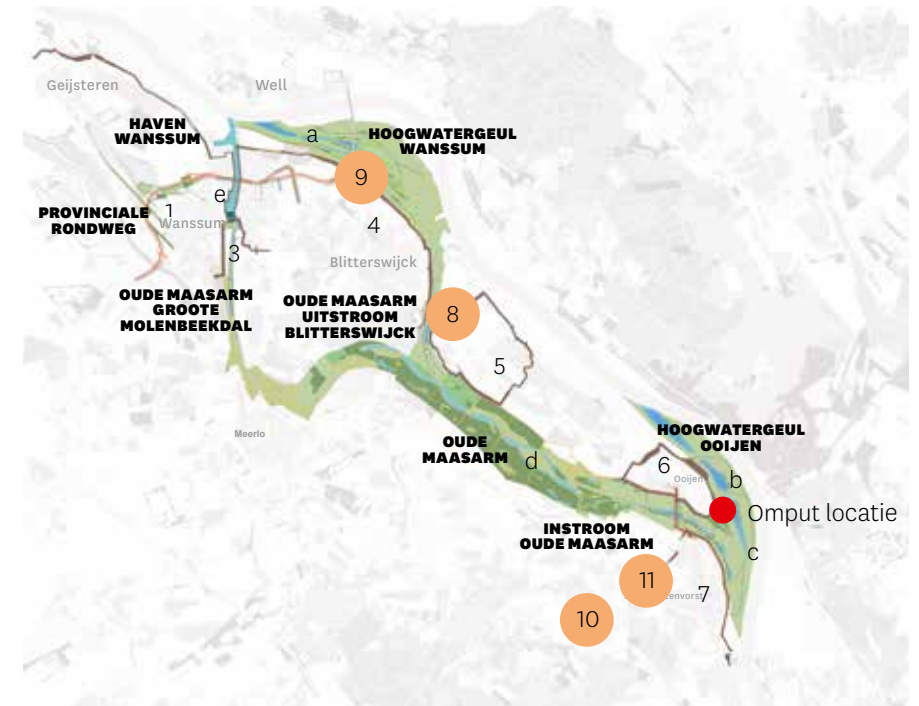 Geijsteren
Well
HAVEN
WANSSUM
a
HOOGWATERGEUL
WANSSUM
9
e
1
PROVINCIALE
RONDWEG
Wanssum
4
3
Blitterswijck
OUDE MAASARM
GROOTE
MOLENBEEKDAL
OUDE MAASARM
UITSTROOM
BLITTERSWIJCK
8
5
Meerlo
OUDE
MAASARM
d
HOOGWATERGEUL
OOIJEN
6
Ooijen
b
Omput locatie
INSTROOM
OUDE MAASARM
c
11
zenvorst
7
10